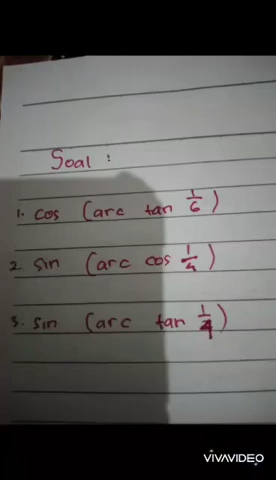 Soal :
1. cos (arc tan 1/6)
2. sin (arc cos 1/4)
3. sin (arc tan 1/4)
VIVAVIDEO